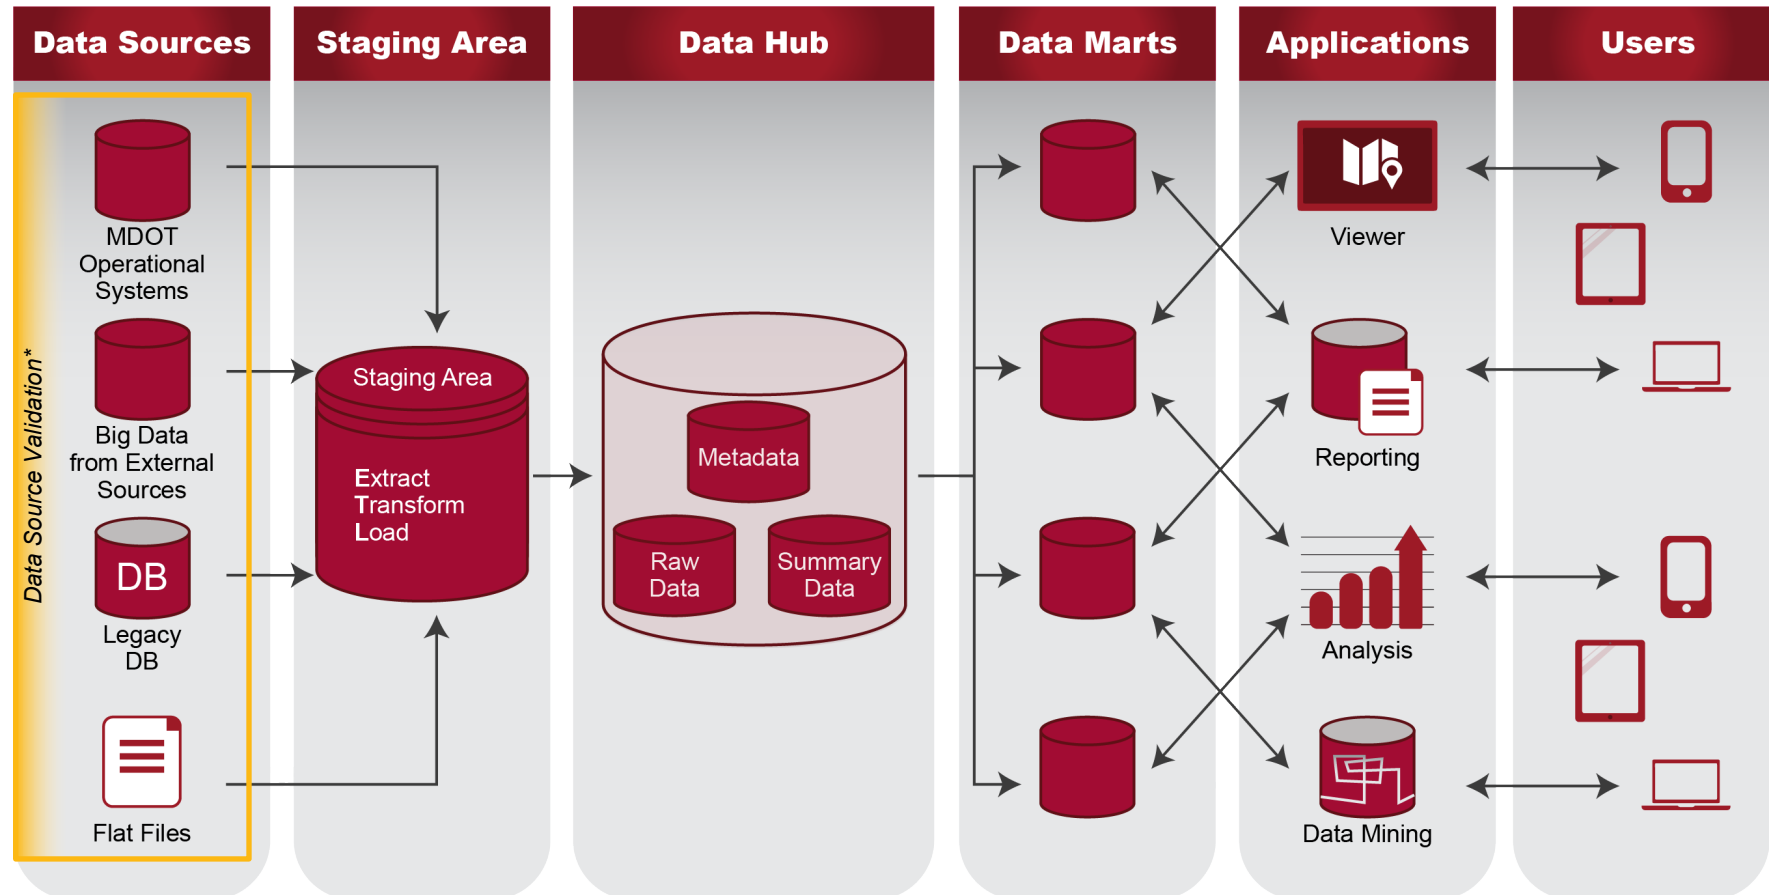 Data Sources
Staging Area
Data Hub
Data Marts
Applications
Users
Data Source Validation*
MDOT
Operational
Systems
Big Data
from External
Sources
DB
Legacy
DB
Flat Files
Staging Area
Extract
Transform
Load
Metadata
Raw
Data
Summary
Data
Viewer
Reporting
Analysis
Data Mining